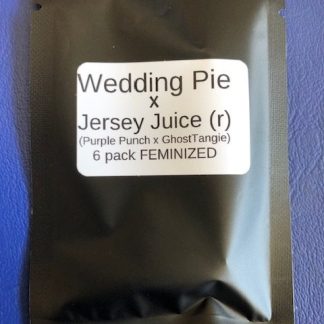 Wedding Pie
x
Jersey Juice (r)
(Purple Punch x GhostTangie)
6 pack FEMINIZED